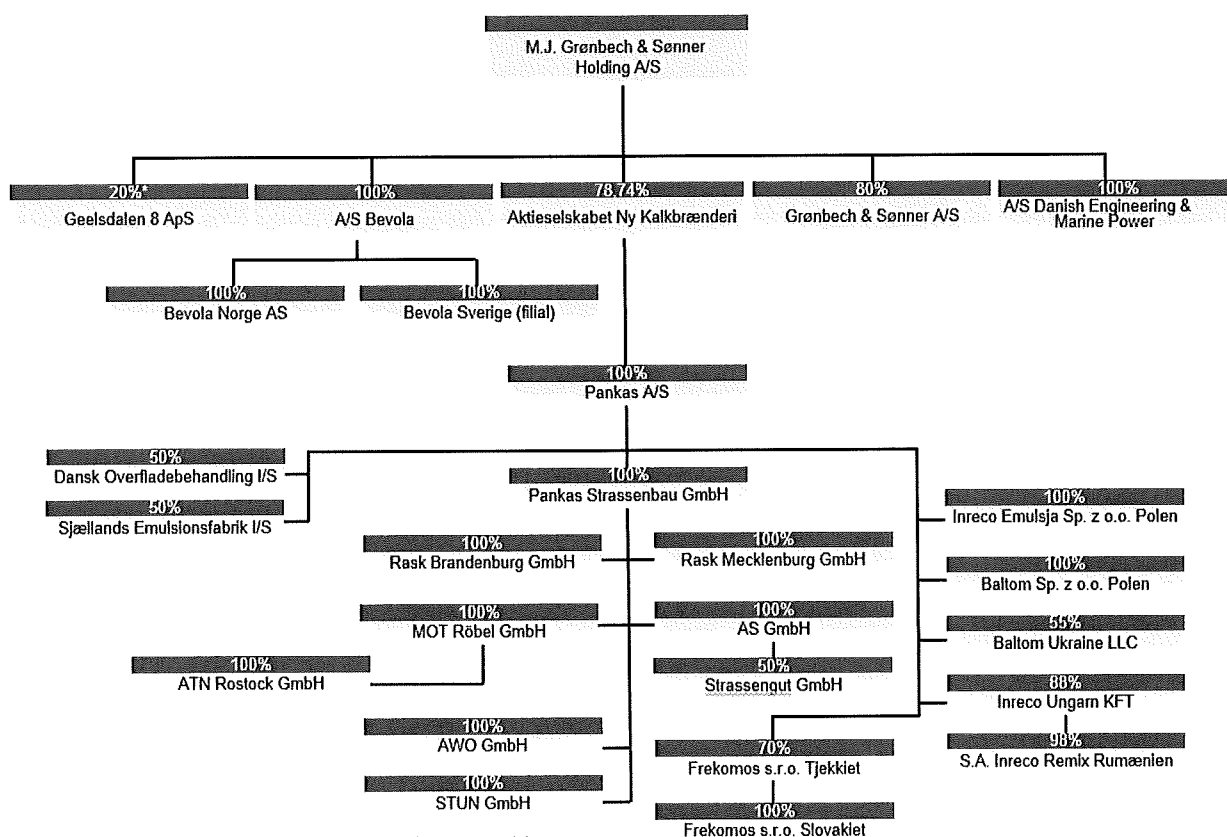 M.J. Grønbech & Sønner
Holding A/S
20%*
Geelsdalen 8 ApS
100%
A/S Bevola
78,74%
Aktieselskabet Ny Kalkbrænderi
80%
Grønbech & Sønner A/S
100%
A/S Danish Engineering &
Marine Power
100%
Bevola Norge AS
100%
Bevola Sverige (filial)
100%
Pankas A/S
50%
Dansk Overfladebehandling I/S
50%
Sjællands Emulsionsfabrik I/S
100%
Pankas Strassenbau GmbH
100%
Rask Brandenburg GmbH
100%
Rask Mecklenburg GmbH
100%
MOT Röbel GmbH
100%
AS GmbH
100%
ATN Rostock GmbH
50%
Strassengut GmbH
100%
AWO GmbH
100%
STUN GmbH
70%
Frekomos s.r.o. Tjekkiet
100%
Frekomos s.r.o. Slovakiet
100%
Inreco Emulsja Sp. z o.o. Polen
100%
Baltom Sp. z o.o. Polen
55%
Baltom Ukraine LLC
88%
Inreco Ungarn KFT
98%
S.A. Inreco Remix Rumænien